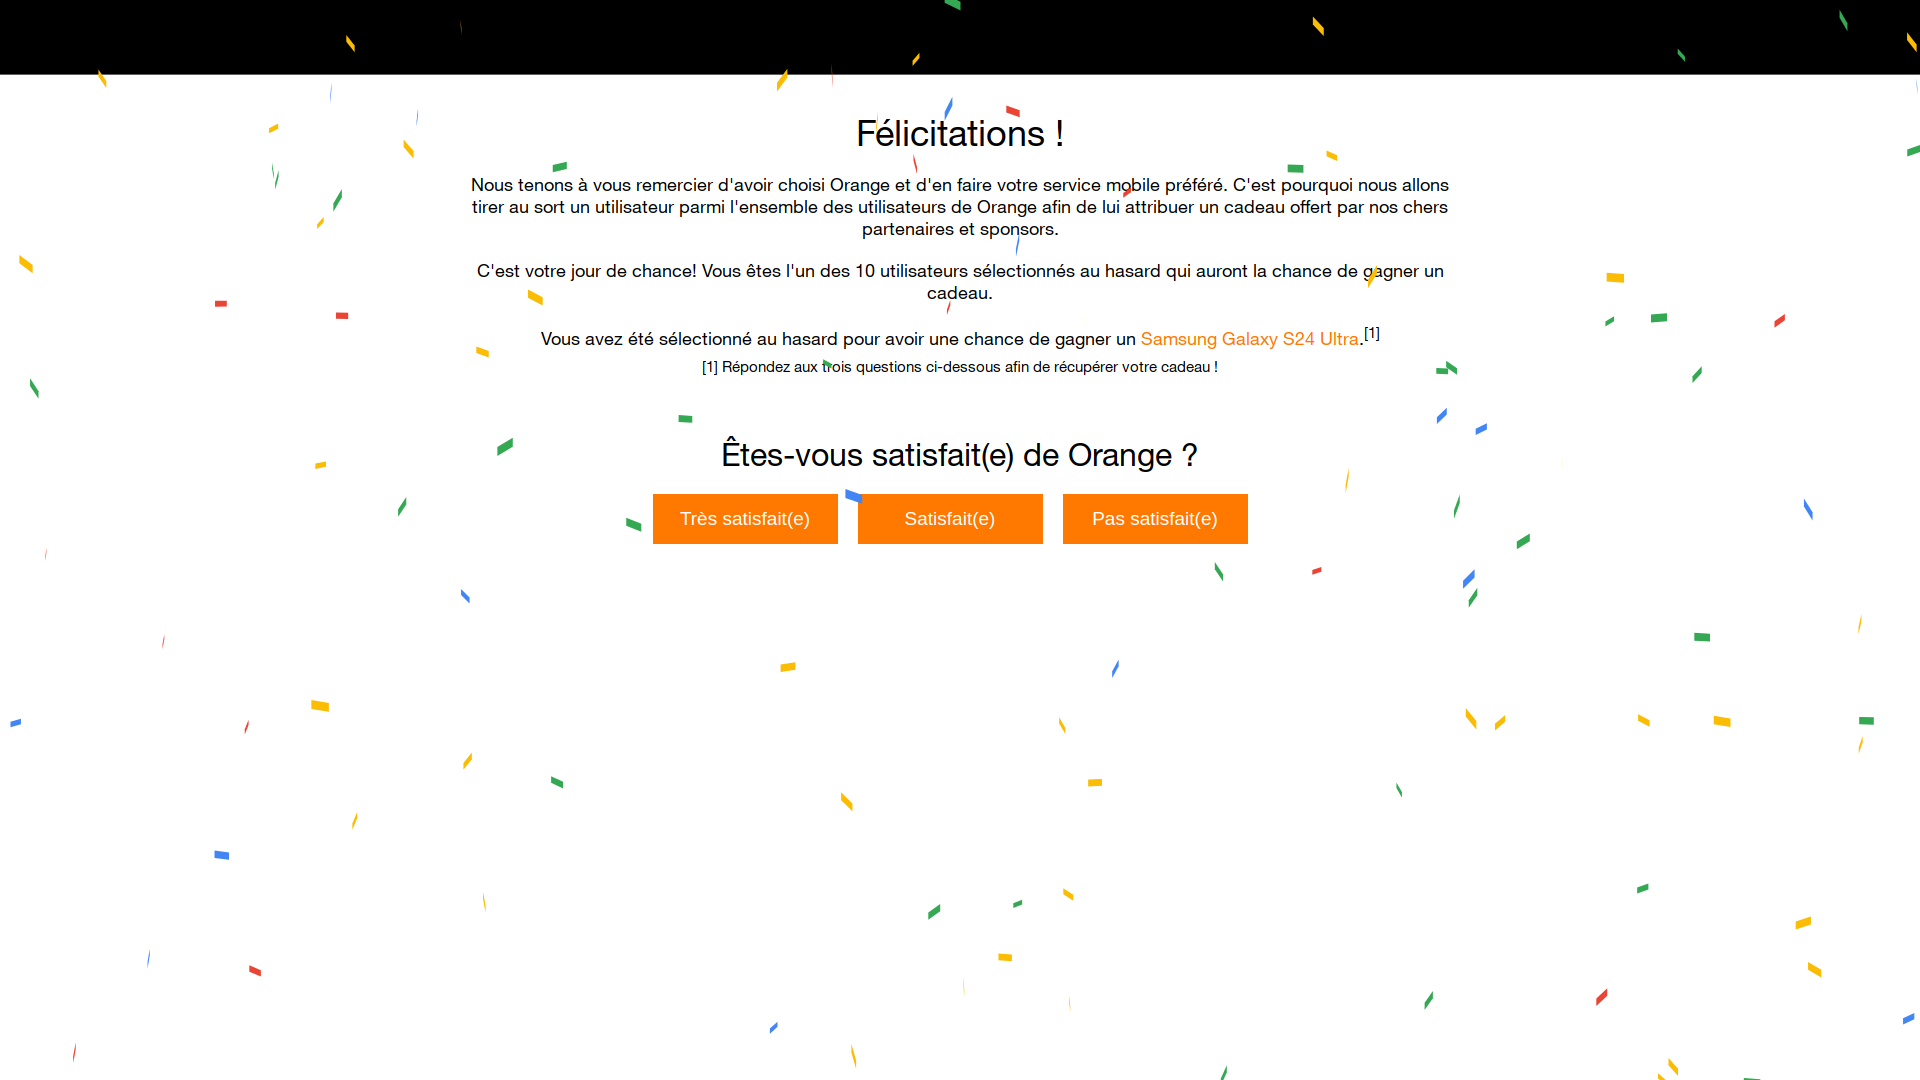 Félicitations !
Nous tenons à vous remercier d'avoir choisi Orange et d'en faire votre service mobile préféré. C'est pourquoi nous allons
tirer au sort un utilisateur parmi l'ensemble des utilisateurs de Orange afin de lui attribuer un cadeau offert par nos chers
partenaires et sponsors.
C'est votre jour de chance! Vous êtes l'un des 10 utilisateurs sélectionnés au hasard qui auront la chance de gagner un
cadeau.
Vous avez été sélectionné au hasard pour avoir une chance de gagner un Samsung Galaxy S24 Ultra.[1]
[1] Répondez aux trois questions ci-dessous afin de récupérer votre cadeau !
Êtes-vous satisfait(e) de Orange ?
Très satisfait(e) Satisfait(e) Pas satisfait(e)